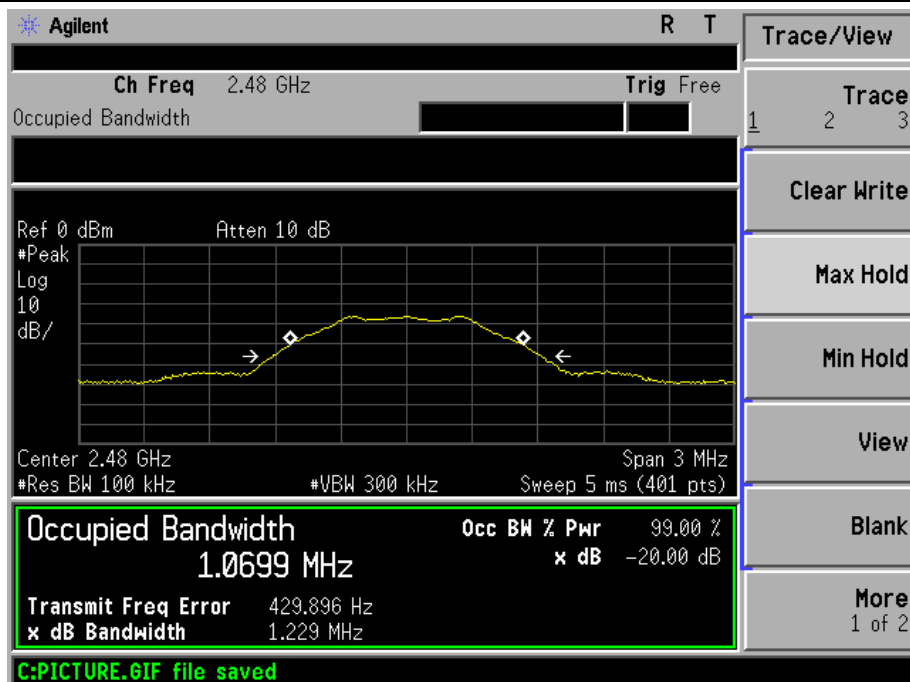 Agilent R T
Trace/View
Ch Freq 2.48 GHz Trig Free
Occupied Bandwidth
Trace
1 2 3
Clear Write
Max Hold
Min Hold
View
Blank
More
1 of 2
Ref 0 dBm Atten 10 dB
#Peak
Log
10
dB/
Center 2.48 GHz Span 3 MHz
#Res BW 100 kHz #VBW 300 kHz Sweep 5 ms (401 pts)
Occupied Bandwidth Occ BW % Pwr 99.00 %
1.0699 MHz x dB -20.00 dB
Transmit Freq Error 429.896 Hz
x dB Bandwidth 1.229 MHz
C:PICTURE.GIF file saved